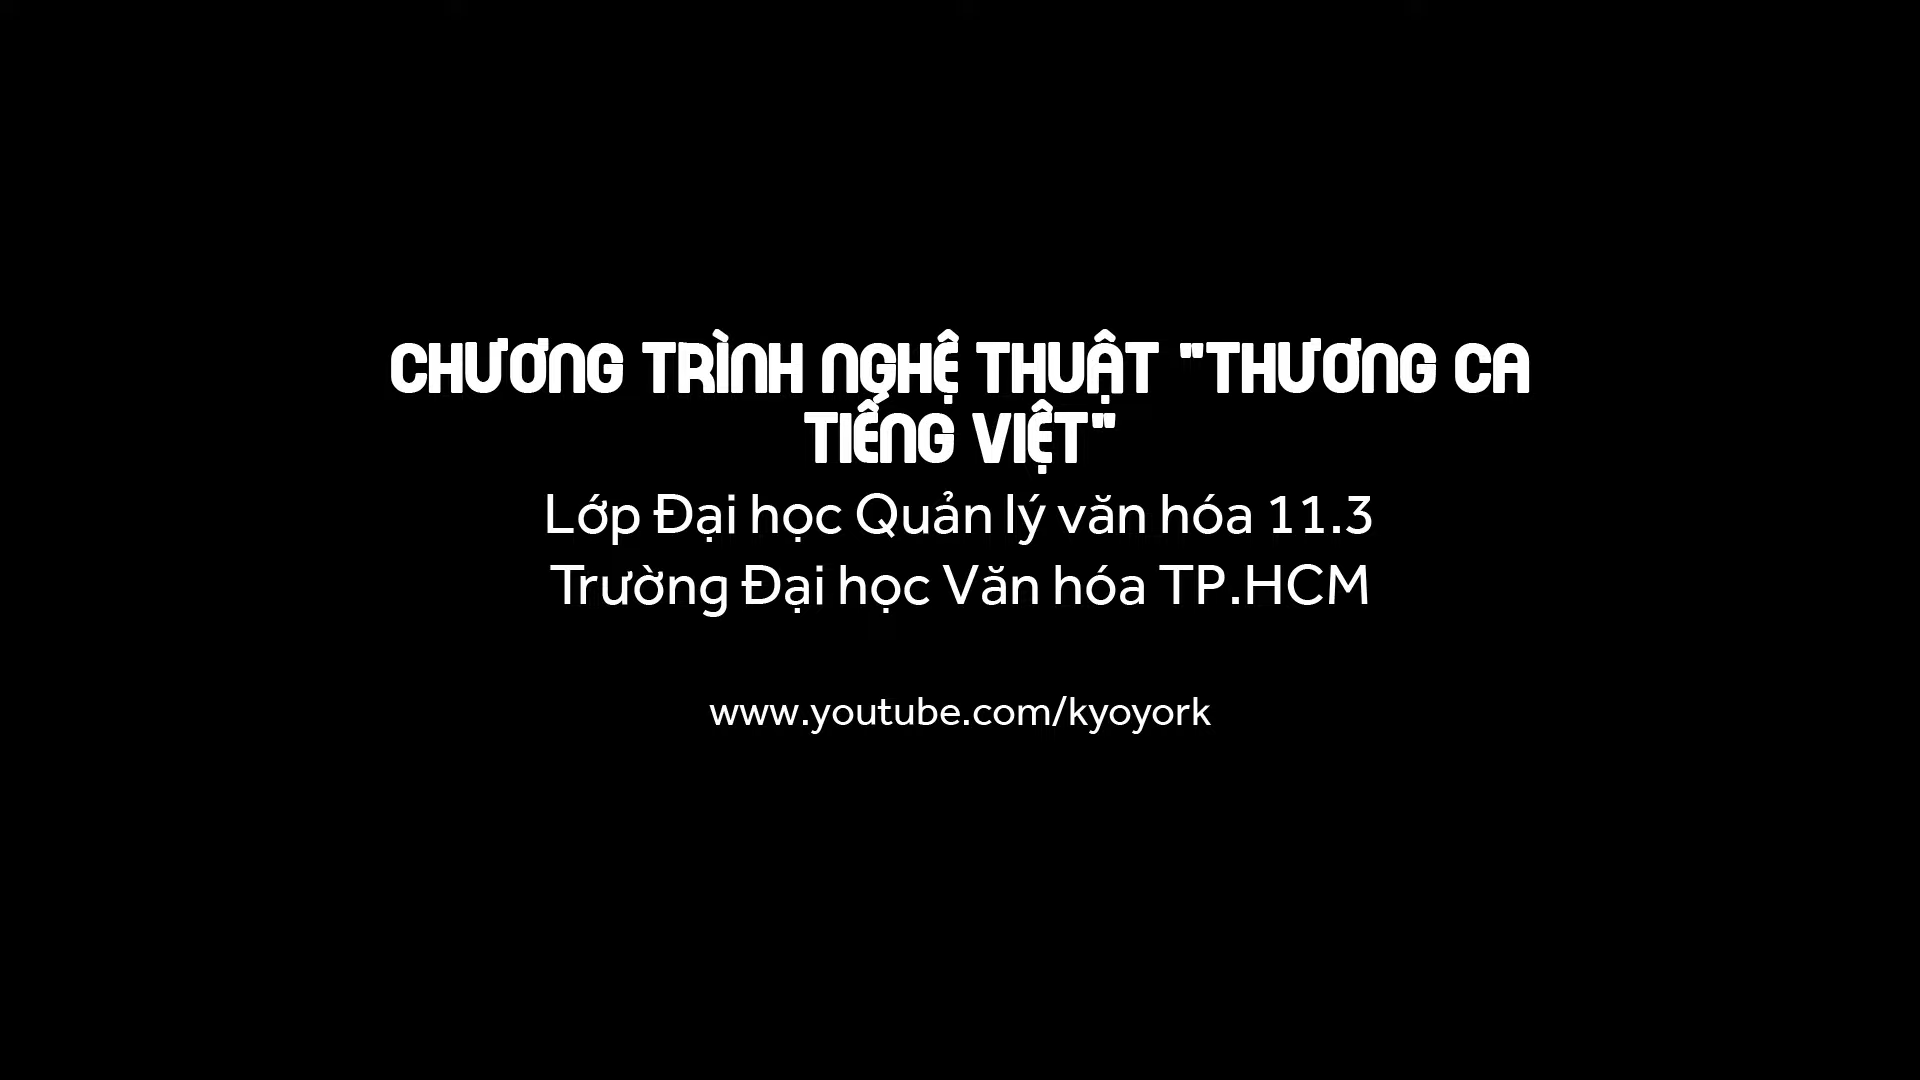 CHƯƠNG TRÌNH NGHỆ THUẬT "THƯƠNG CA
TIẾNG VIỆT"
Lớp Đại học Quản lý văn hóa 11.3
Trường Đại học Văn hóa TP.HCM
www.youtube.com/kyoyork